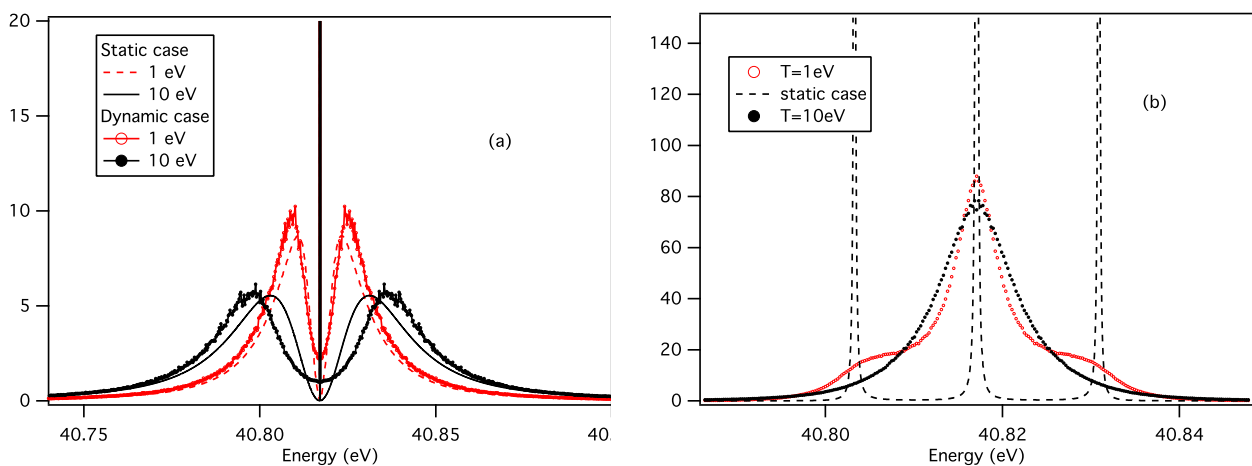 20
15
10
5
0
Static case
1 eV
10 eV
Dynamic case
1 eV
10 eV
(a)
40.75
40.80
40.85
40.
Energy (eV)
140
120
100
80
60
40
20
0
T=1eV
static case
T=10eV
(b)
40.80
40.82
40.84
Energy (eV)